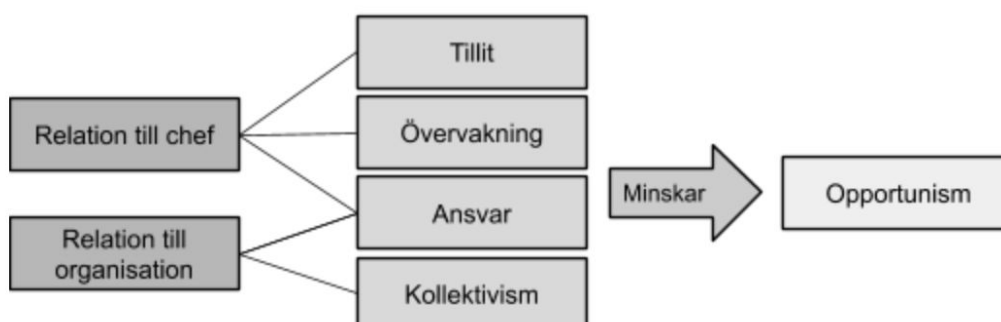 Relation till chef
Relation till
organisation
Tillit
Övervakning
Ansvar
Kollektivism
Minskar
Opportunism